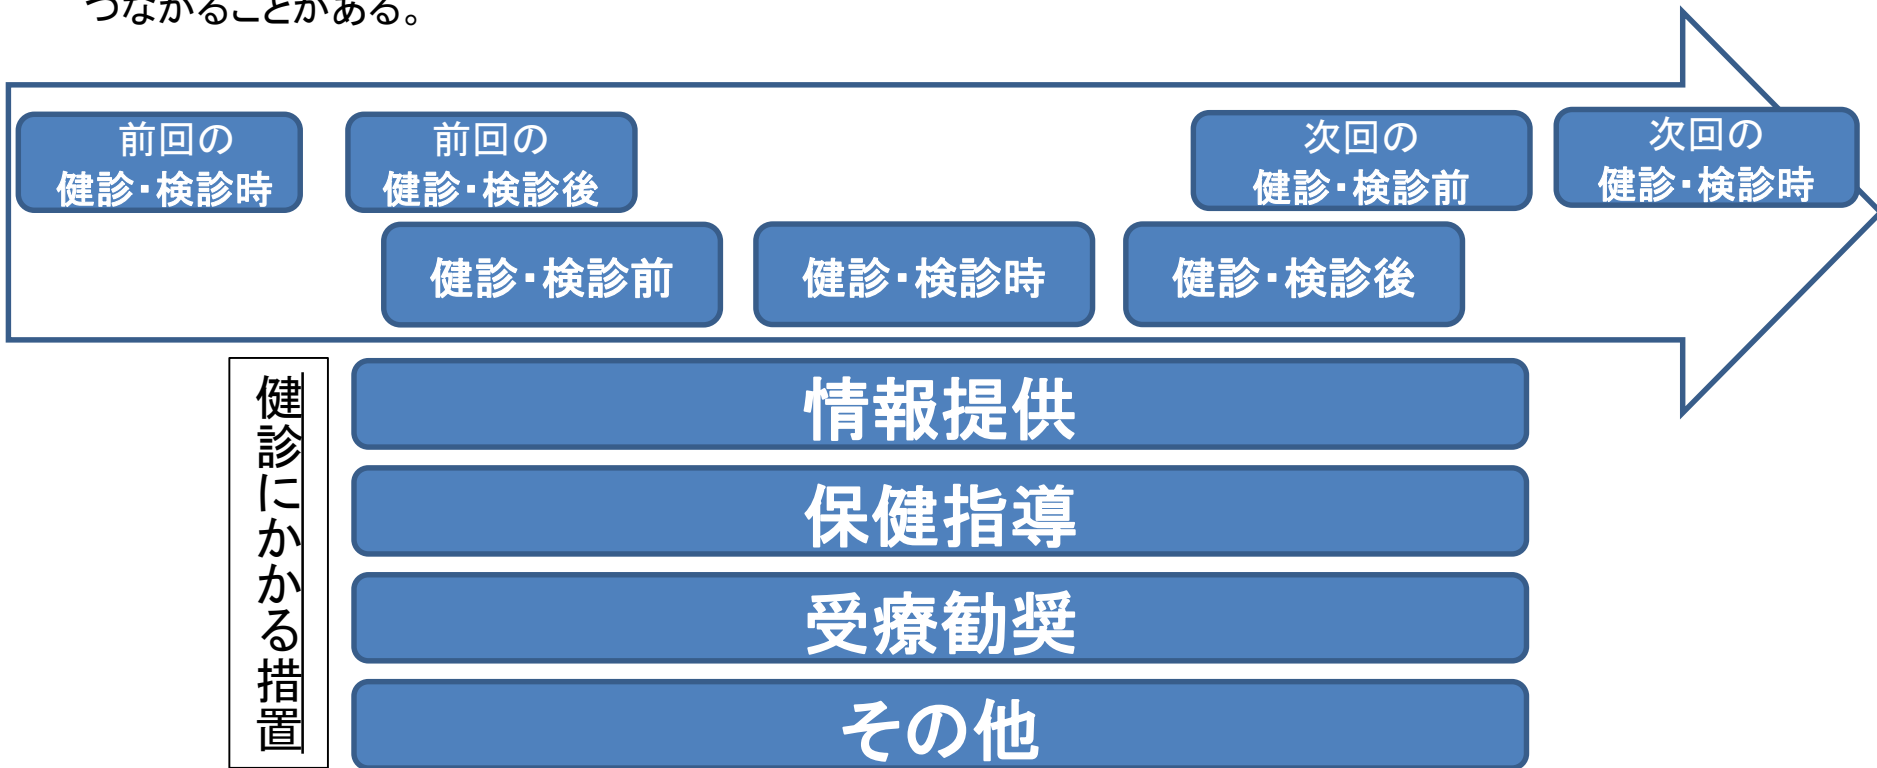 つながることがある。
前回の
健診・検診時
前回の
健診・検診後
次回の
健診・検診前
次回の
健診・検診時
健診・検診前
健診・検診時
健診・検診後
健診にかかる措置
情報提供
保健指導
受療勧奨
その他